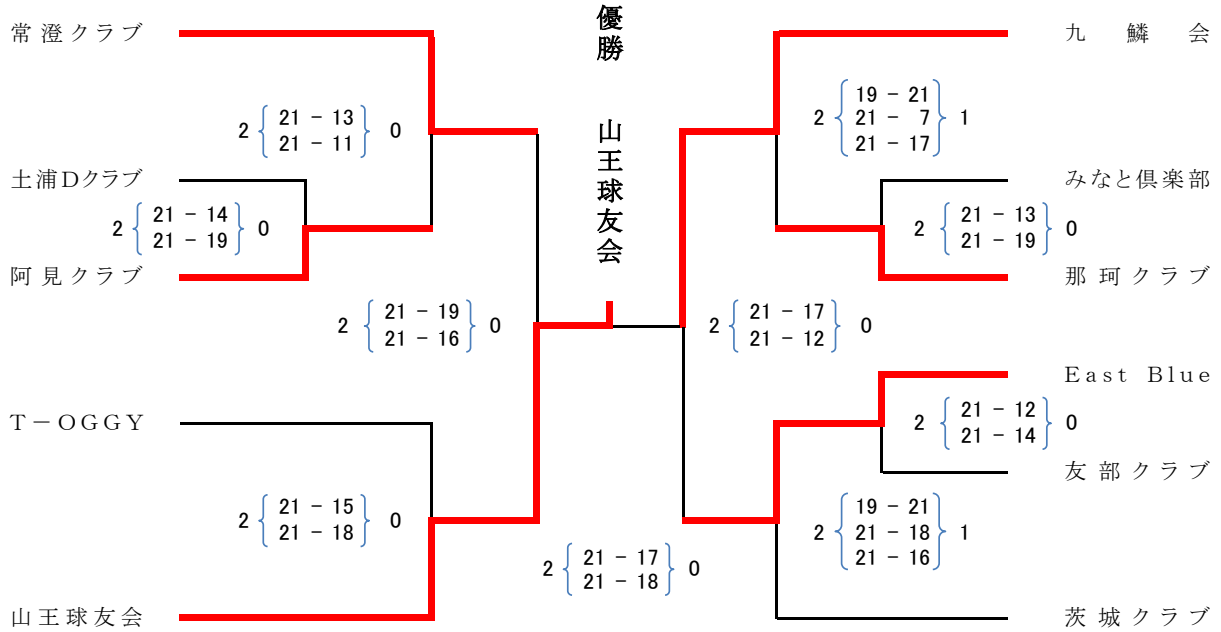 優勝 山王球友会
常澄クラブ
2 21 - 13 0
21 - 11
土浦Dクラブ
2 21 - 14 0
21 - 19
阿見クラブ
2 21 - 19 0
21 - 16
T－OGGY
2 21 - 15 0
21 - 18
山王球友会
2 21 - 17 0
21 - 18
九鱗会
19 - 21
2 21 - 7 1
21 - 17
みなと倶楽部
2 21 - 13 0
21 - 19
那珂クラブ
2 21 - 17 0
21 - 12
East Blue
2 21 - 12 0
21 - 14
友部クラブ
19 - 21
2 21 - 18 1
21 - 16
茨城クラブ